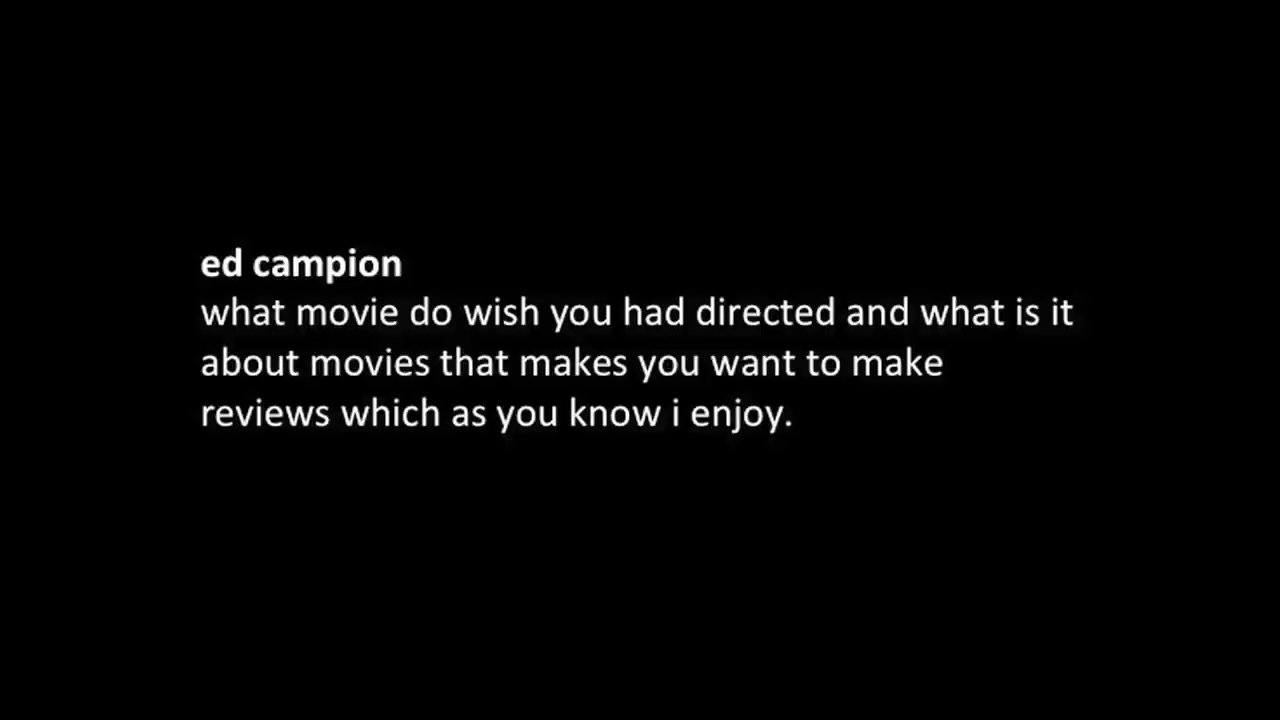 ed campion
what movie do wish you had directed and what is it
about movies that makes you want to make
reviews which as you know i enjoy.